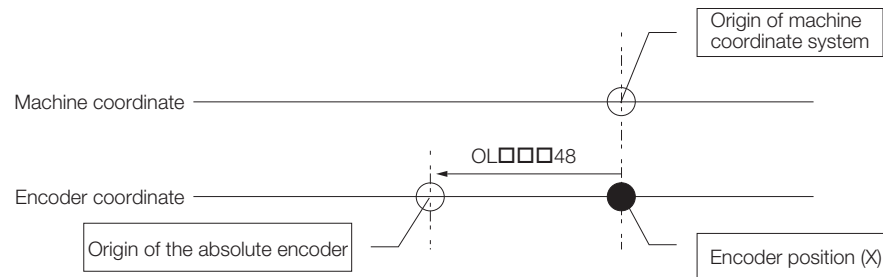 Origin of machine
coordinate system
Machine coordinate
OL□□□48
Encoder coordinate
Origin of the absolute encoder
Encoder position (X)